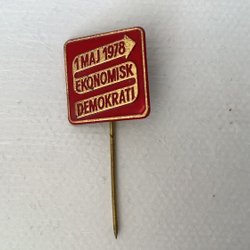 1 MAJ 1978
EKONOMISK
DEMOKRATI